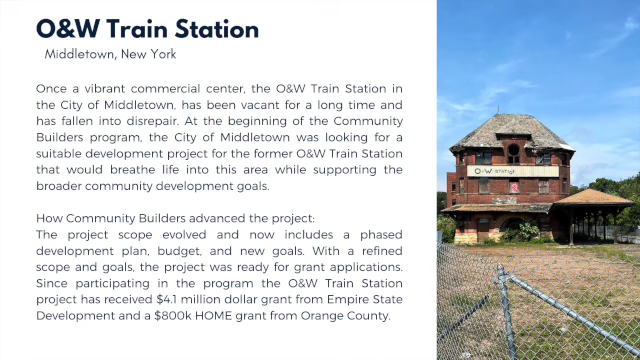 O&W Train Station
Middletown, New York
Once a vibrant commercial center, the O&W Train Station in
the City of Middletown, has been vacant for a long time and
has fallen into disrepair. At the beginning of the Community
Builders program, the City of Middletown was looking for a
suitable development project for the former O&W Train Station
that would breathe life into this area while supporting the
broader community development goals.
How Community Builders advanced the project:
The project scope evolved and now includes a phased
development plan, budget, and new goals. With a refined
scope and goals, the project was ready for grant applications.
Since participating in the program the O&W Train Station
project has received $4.1 million dollar grant from Empire State
Development and a $800k HOME grant from Orange County.
O&W